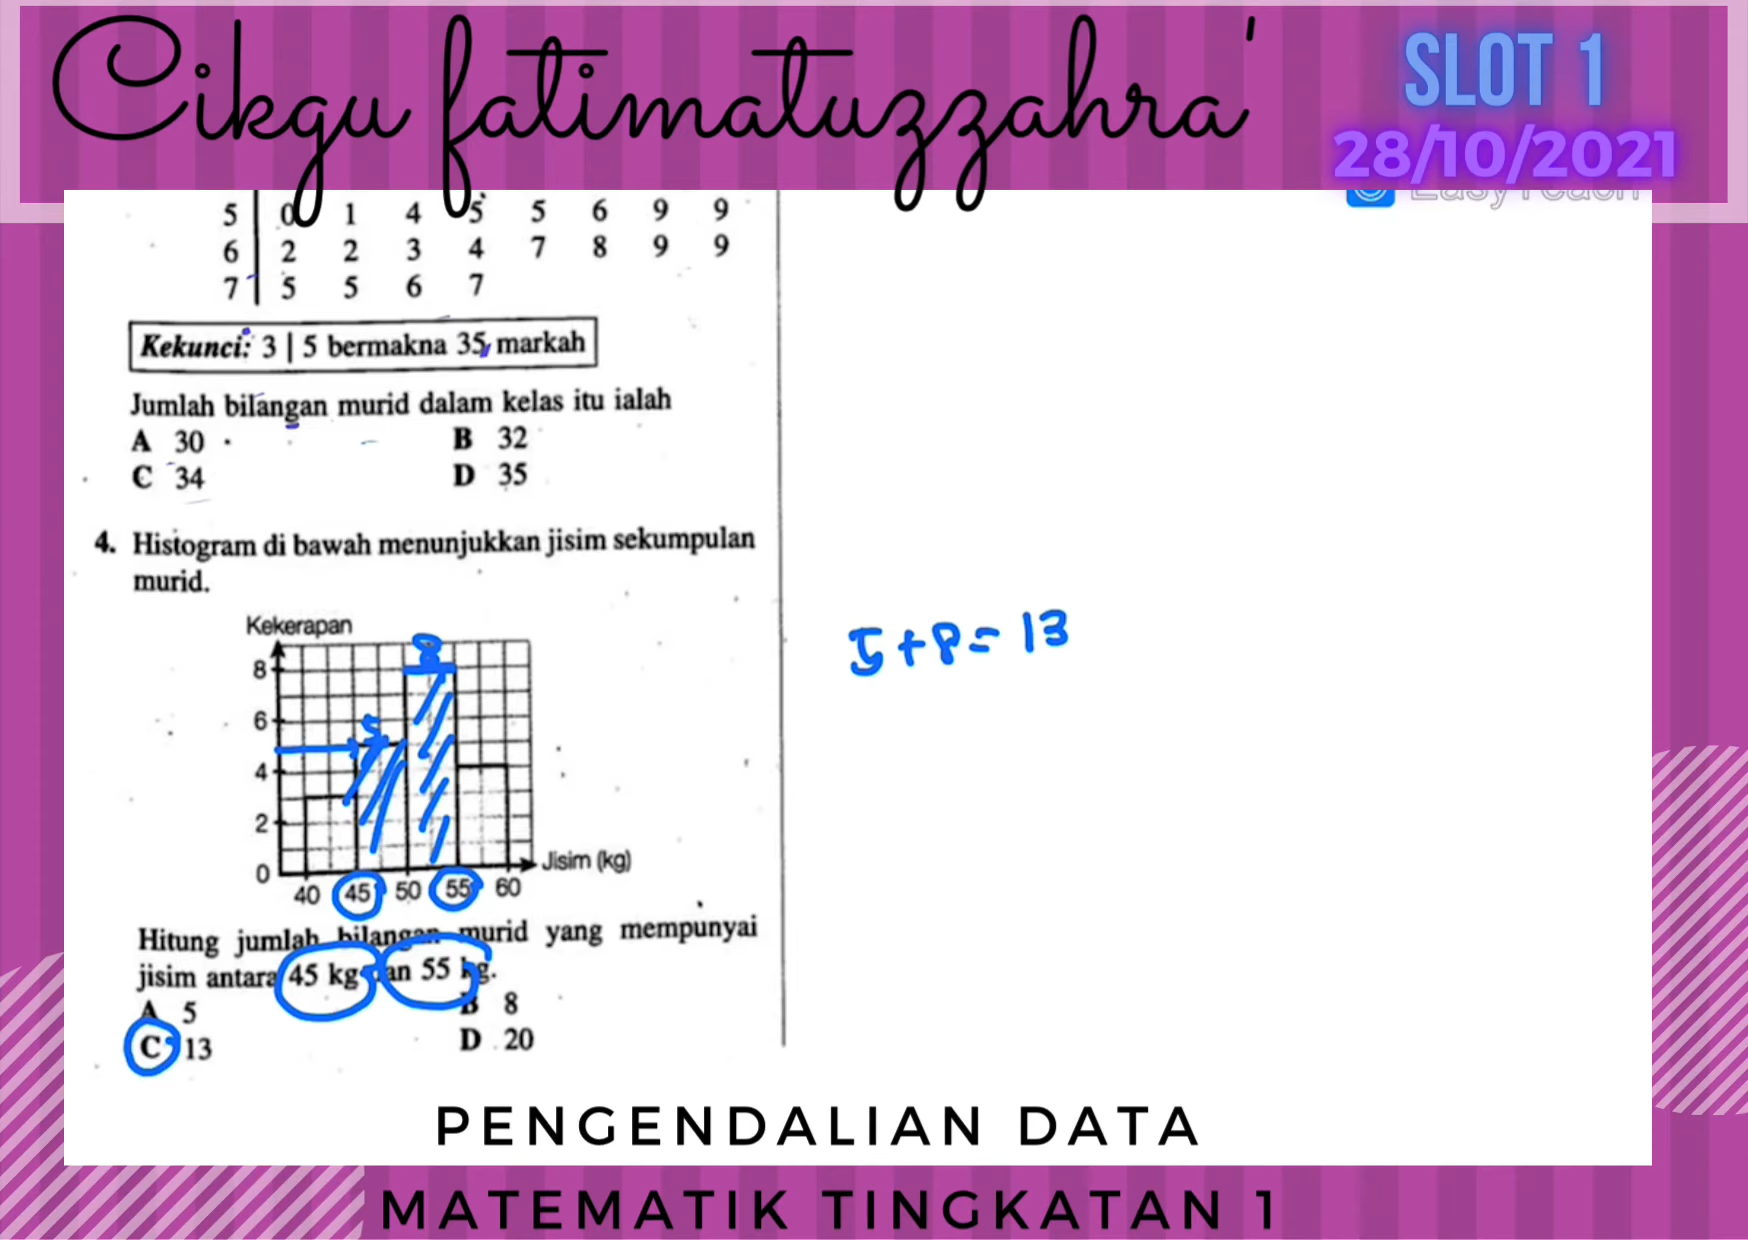 Cikgu fatimatuzzahra'
SLOT 1
28/10/2021
5 | 0 1 4 5 5 6 9 9
6 | 2 2 3 4 7 8 9 9
7 | 5 5 6 7
Kekunci: 3 | 5 bermakna 35 markah
Jumlah bilangan murid dalam kelas itu ialah
A 30 B 32
C 34 D 35
4. Histogram di bawah menunjukkan jisim sekumpulan
murid.
Kekerapan
8
8
5
6
4
2
0
Jisim (kg)
40 45 50 55 60
5+8= 13
Hitung jumlah bilangan murid yang mempunyai
jisim antara 45 kg dan 55 kg.
A 5 B 8
C 13 D 20
PENGENDALIAN DATA
MATEMATIK TINGKATAN 1